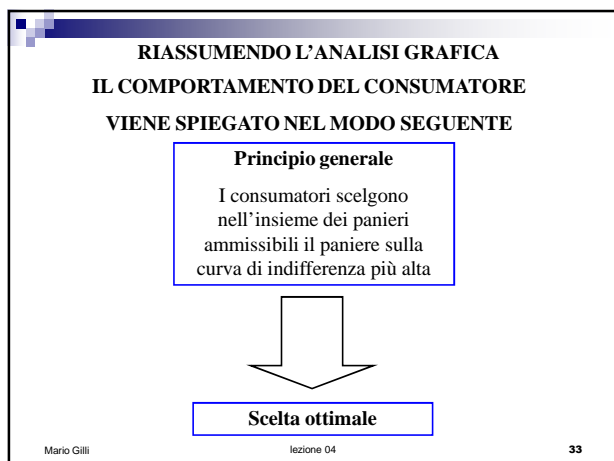 RIASSUMENDO L'ANALISI GRAFICA
IL COMPORTAMENTO DEL CONSUMATORE
VIENE SPIEGATO NEL MODO SEGUENTE
Principio generale
I consumatori scelgono
nell'insieme dei panieri
ammissibili il paniere sulla
curva di indifferenza più alta
Scelta ottimale
Mario Gilli
lezione 04
33